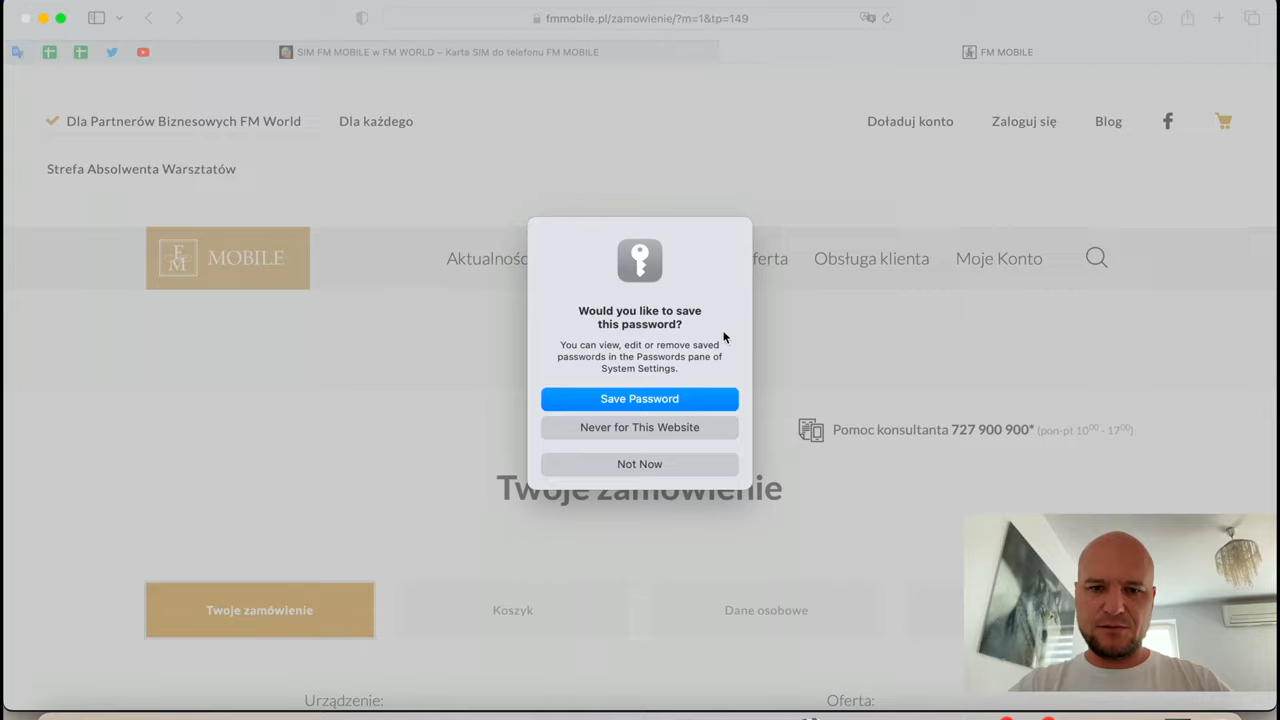 fmmobile.pl/zamowienie/?m=1&tp=149
SIM FM MOBILE w FM WORLD – Karta SIM do telefonu FM MOBILE
FM MOBILE
Dla Partnerów Biznesowych FM World
Dla każdego
Doładuj konto
Zaloguj się
Blog
Strefa Absolwenta Warsztatów
FM MOBILE
Aktualnośc
ferta
Obsługa klienta
Moje Konto
Would you like to save
this password?
You can view, edit or remove saved
passwords in the Passwords pane of
System Settings.
Save Password
Never for This Website
Not Now
Pomoc konsultanta 727 900 900* (pon-pt 10⁰⁰ - 17⁰⁰)
Twoje zamówienie
Twoje zamówienie
Koszyk
Dane osobowe
Urządzenie:
Oferta: